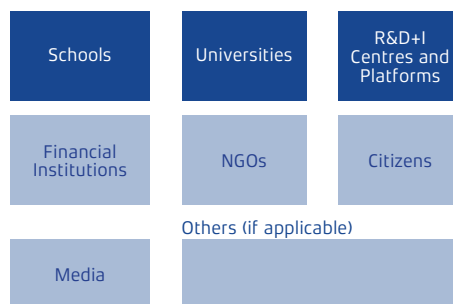 Schools
Universities
R&D+I
Centres and
Platforms
Financial
Institutions
NGOs
Citizens
Others (if applicable)
Media